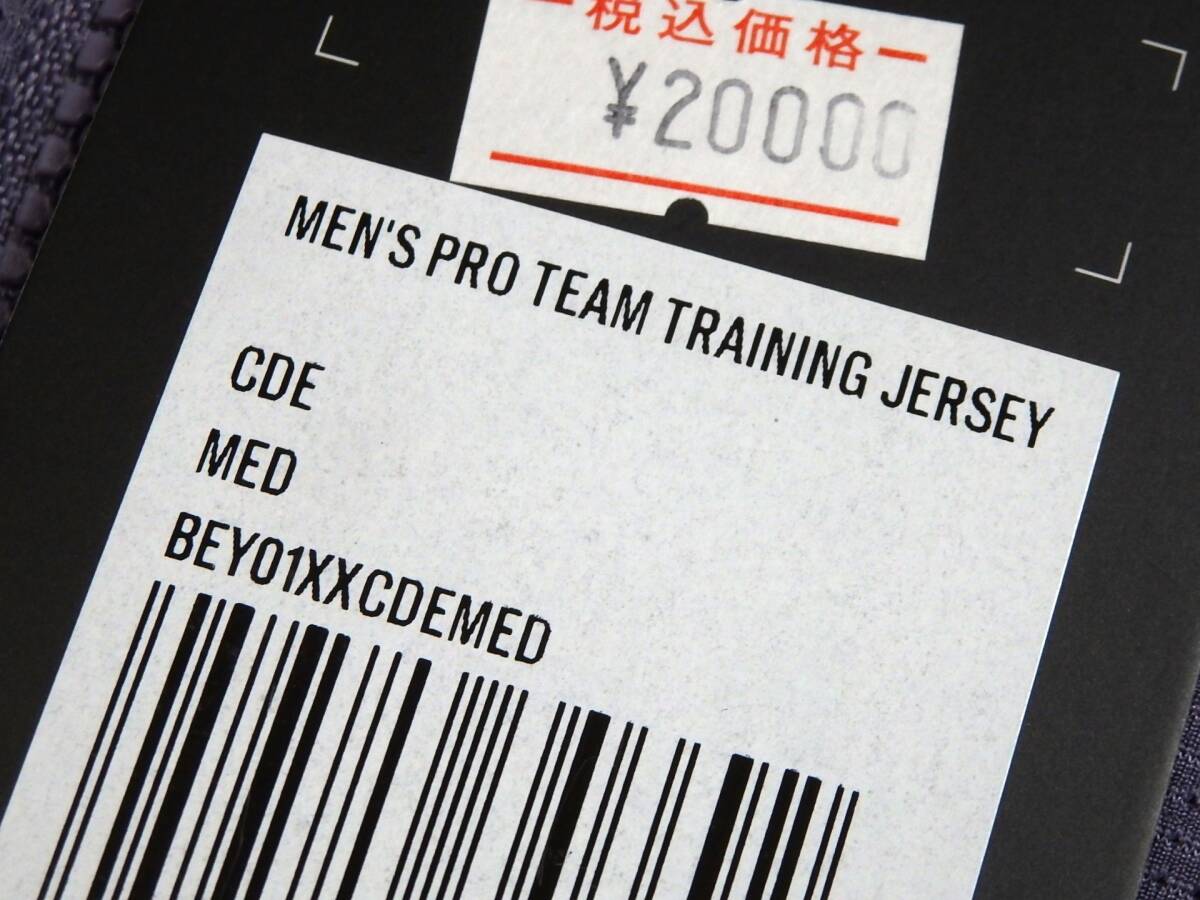 税込価格
¥20000
MEN'S PRO TEAM TRAINING JERSEY
CDE
MED
BEY01XXCDEMED